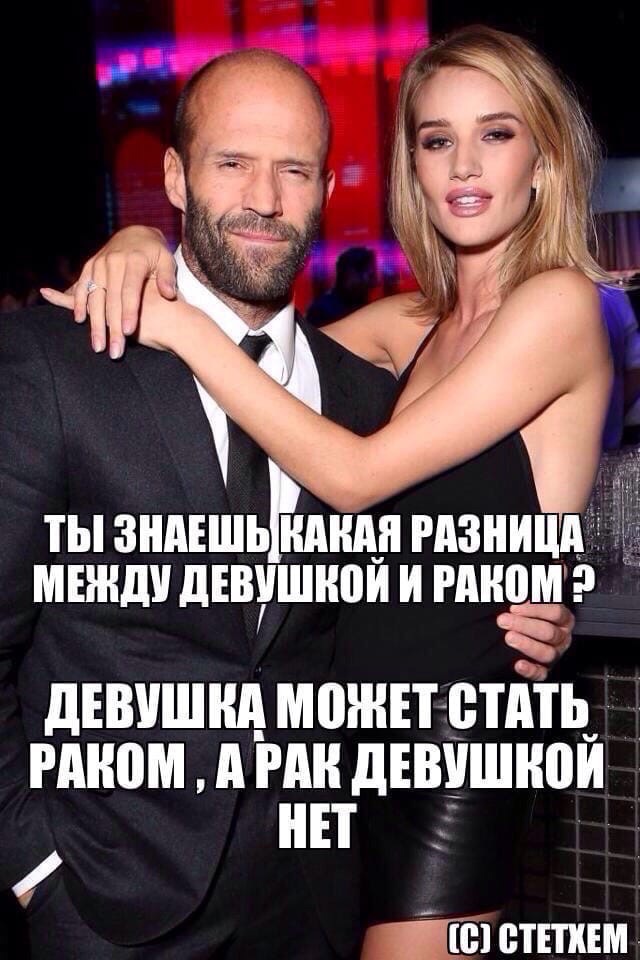 ТЫ ЗНАЕШЬ КАКАЯ РАЗНИЦА
МЕЖДУ ДЕВУШКОЙ И РАКОМ ?
ДЕВУШКА МОЖЕТ СТАТЬ
РАКОМ , А РАК ДЕВУШКОЙ
НЕТ
(С) СТЕТХЕМ